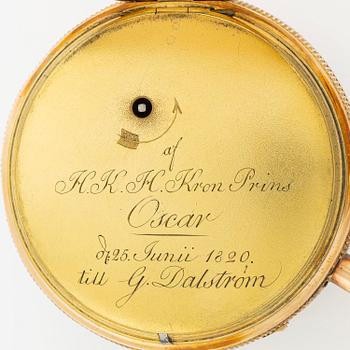 af
H. K. H. Kron Prins
Oscar
d. 25. Junii 1820.
till G. Dalström